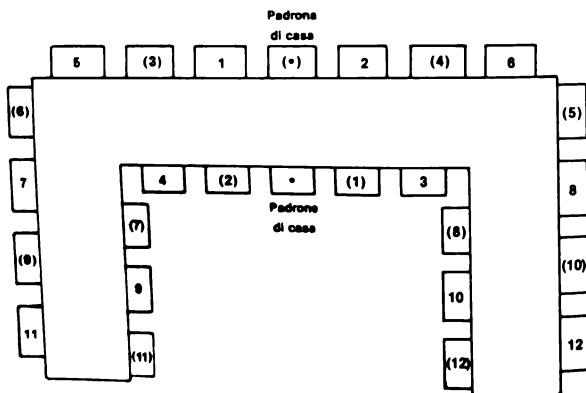 Padrona
di casa
5 (3) 1 (•) 2 (4) 6
(6) (5)
4 (2) • (1) 3
7 8
Padrone
di casa
(7) (8)
(9) (10)
9 10
11 12
(11) (12)